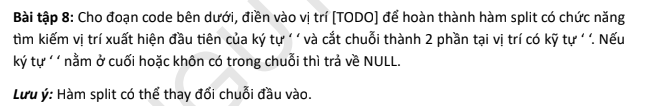 Bài tập 8: Cho đoạn code bên dưới, điền vào vị trí [TODO] để hoàn thành hàm split có chức năng
tìm kiếm vị trí xuất hiện đầu tiên của ký tự ‘ ‘ và cắt chuỗi thành 2 phần tại vị trí có kỹ tự ‘ ‘. Nếu
ký tự ‘ ‘ nằm ở cuối hoặc khôn có trong chuỗi thì trả về NULL.
Lưu ý: Hàm split có thể thay đổi chuỗi đầu vào.